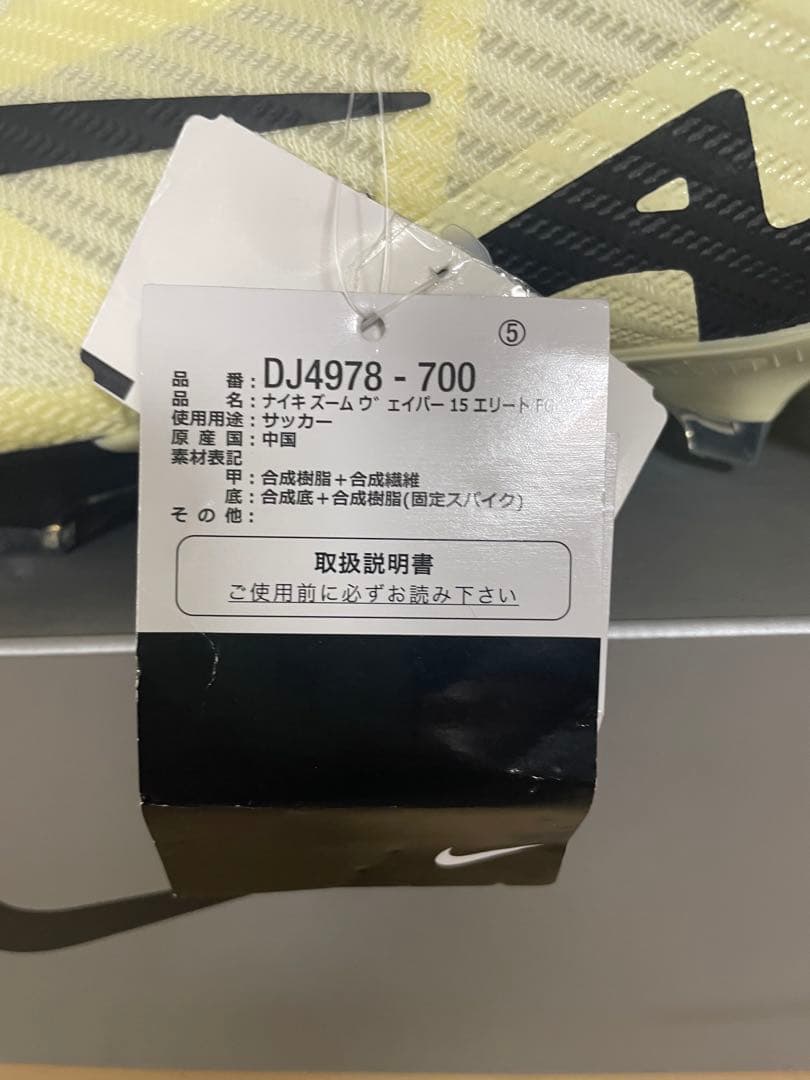 ⑤
品 番：DJ4978 - 700
品 名：ナイキ ズーム ヴェイパー 15 エリート FG
使用用途：サッカー
原 産 国：中国
素材表記
甲：合成樹脂＋合成繊維
底：合成底＋合成樹脂(固定スパイク)
そ の 他：
取扱説明書
ご使用前に必ずお読み下さい